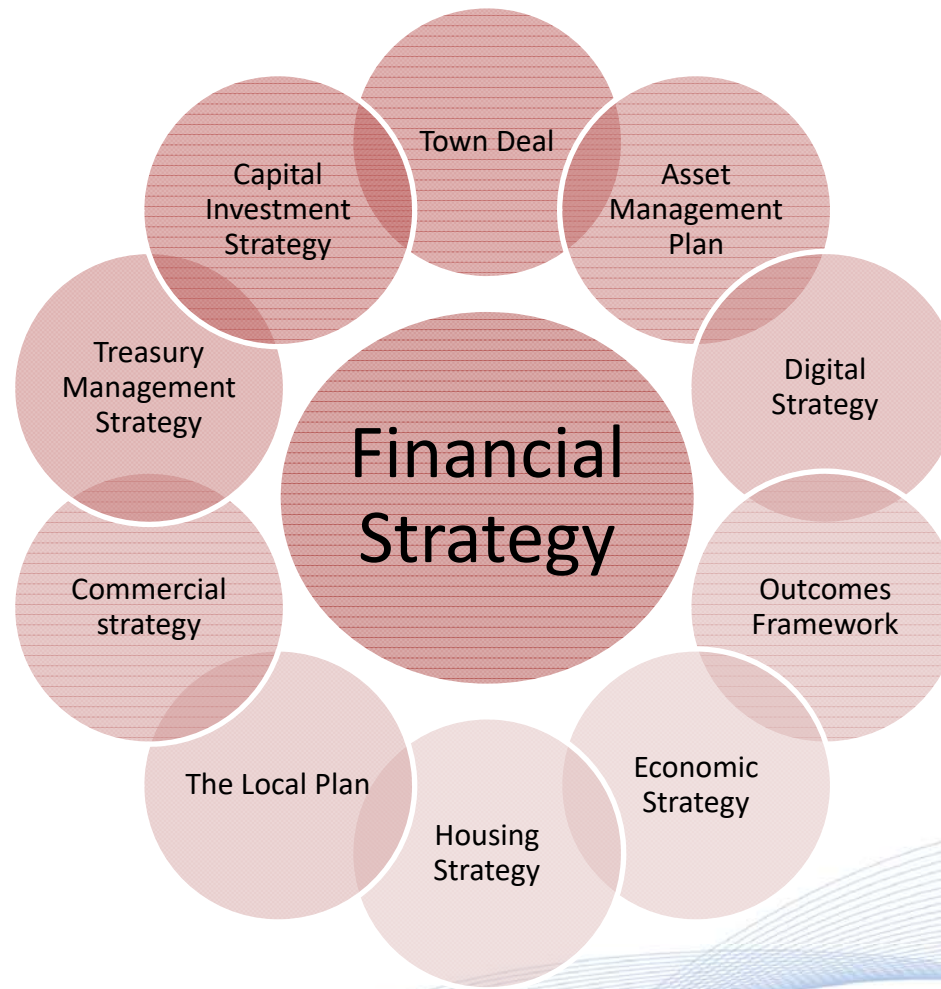 Town Deal
Asset
Management
Plan
Digital
Strategy
Outcomes
Framework
Economic
Strategy
Housing
Strategy
The Local Plan
Commercial
strategy
Treasury
Management
Strategy
Capital
Investment
Strategy
Financial
Strategy